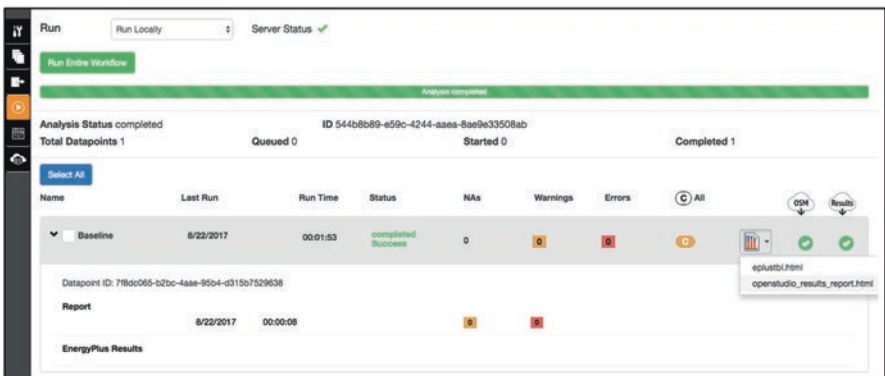 Run Run Locally Server Status
Run Entire Workflow
Analysis completed
Analysis Status completed ID 544b8b89-e59c-4244-aaea-8ae9e33508ab
Total Datapoints 1 Queued 0 Started 0 Completed 1
Select All
Name Last Run Run Time Status NAs Warnings Errors C All OSM Results
Baseline 8/22/2017 00:01:53 completed Success 0 0 0 C
eplustbl.html
openstudio_results_report.html
Datapoint ID: 7f8dc065-b2bc-4aae-95b4-d315b7529638
Report
8/22/2017 00:00:08 0 0
EnergyPlus Results